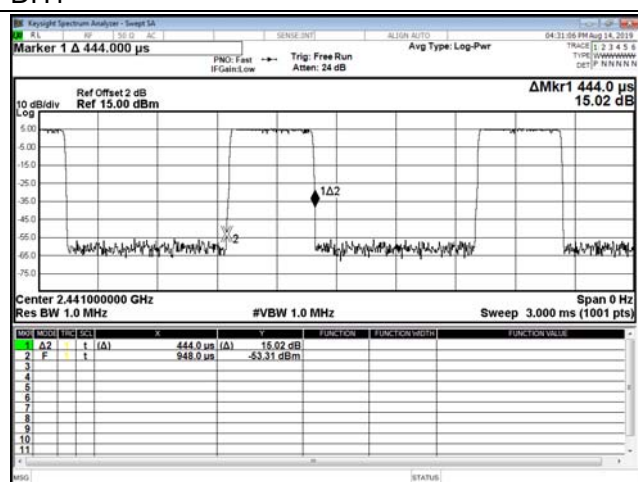 DH1
Keysight Spectrum Analyzer - Swept SA
RL RF 50 Ω AC SENSE:INT ALIGN AUTO 04:31:06 PM Aug 14, 2019
Marker 1 Δ 444.000 µs
PNO: Fast
IFGain:Low
Trig: Free Run
Atten: 24 dB
Avg Type: Log-Pwr
TRACE 1 2 3 4 5 6
TYPE WWWWWW
DET P NNNNN
ΔMkr1 444.0 µs
15.02 dB
Ref Offset 2 dB
Ref 15.00 dBm
10 dB/div
Log
5.00
-5.00
-15.0
-25.0
-35.0
-45.0
-55.0
-65.0
-75.0
1Δ2
2
Center 2.441000000 GHz
Span 0 Hz
Res BW 1.0 MHz
#VBW 1.0 MHz
Sweep 3.000 ms (1001 pts)
MKR MODE TRC SCL X Y FUNCTION FUNCTION WIDTH FUNCTION VALUE
1 Δ2 1 t (Δ) 444.0 µs (Δ) 15.02 dB
2 F 1 t 948.0 µs -53.31 dBm
3
4
5
6
7
8
9
10
11
MSG STATUS